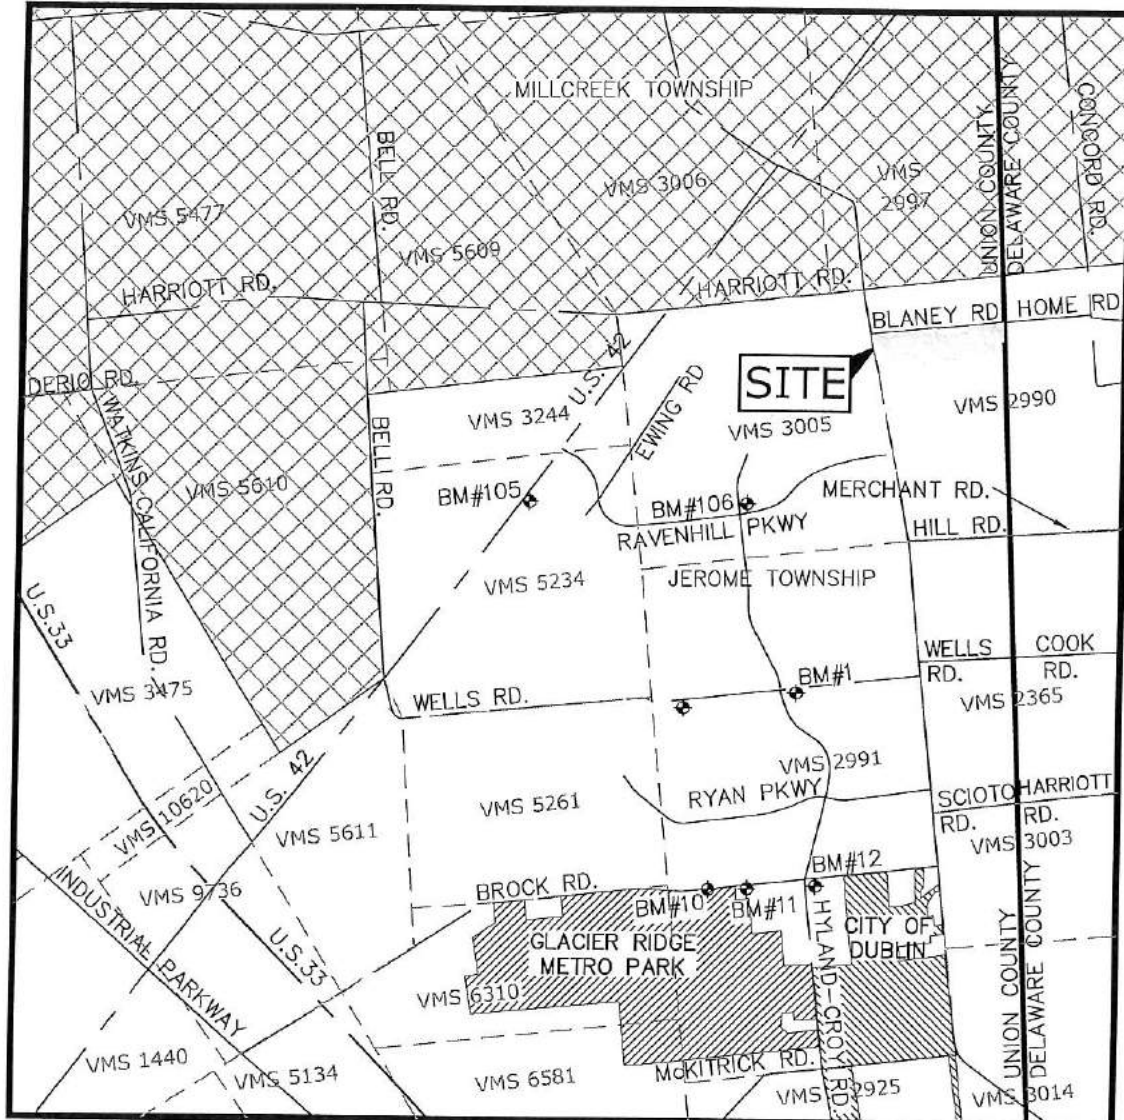 MILLCREEK TOWNSHIP
UNION COUNTY
DELAWARE COUNTY
CONCORD RD.
BELL RD.
VMS 3006
VMS
2997
VMS 5477
VMS 5609
HARRIOTT RD.
HARRIOTT RD.
BLANEY RD
HOME RD
U.S. 42
DERIO RD.
SITE
EWING RD
VMS 3244
VMS 3005
VMS 2990
WATKINS-CALIFORNIA RD.
BELL RD.
VMS 5610
BM#105
BM#106
MERCHANT RD.
RAVENHILL PKWY
HILL RD.
VMS 5234
JEROME TOWNSHIP
U.S.33
WELLS
RD.
COOK
RD.
VMS 3475
WELLS RD.
BM#1
VMS 2365
VMS 2991
U.S. 42
VMS 10620
VMS 5261
RYAN PKWY
SCIOTO
RD.
HARRIOTT
RD.
VMS 5611
VMS 3003
BM#12
INDUSTRIAL PARKWAY
VMS 9736
BROCK RD.
BM#10
BM#11
U.S.33
GLACIER RIDGE
METRO PARK
HYLAND-CROY RD.
CITY OF
DUBLIN
UNION COUNTY
DELAWARE COUNTY
VMS 6310
VMS 1440
VMS 5134
VMS 6581
McKITRICK RD.
VMS 2925
VMS 3014